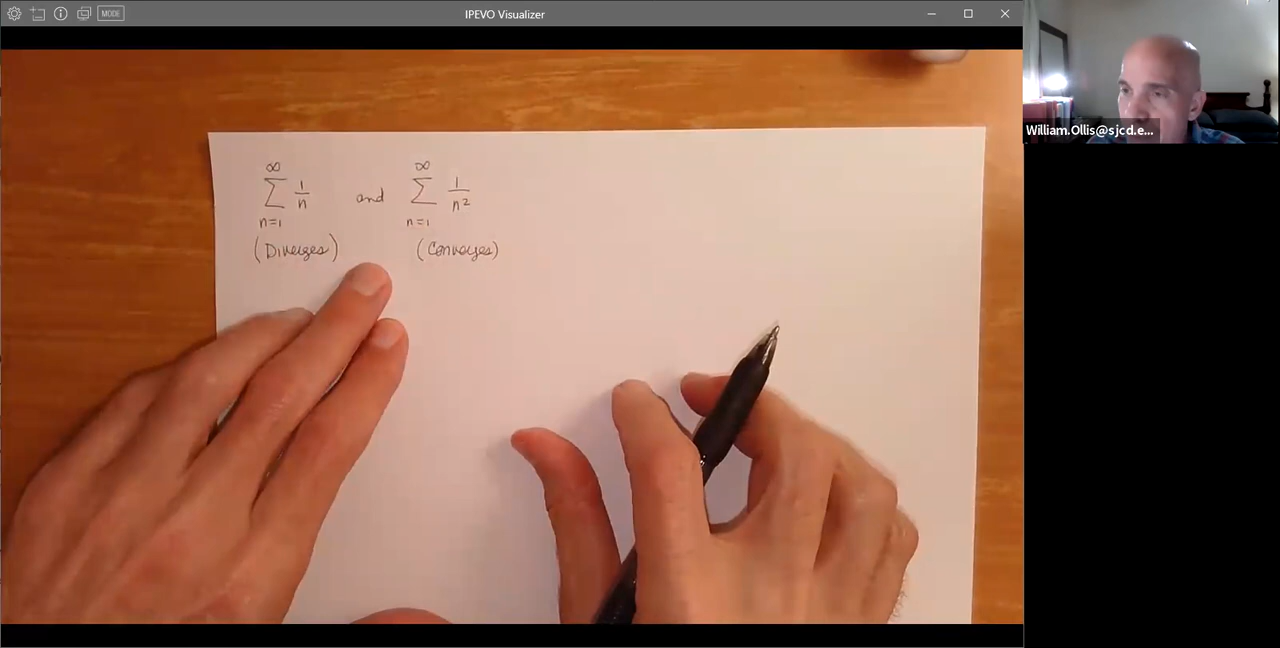 MODE
IPEVO Visualizer
∞ ∞
∑ 1/n and ∑ 1/n²
n=1 n=1
(Diverges) (Converges)
William.Ollis@sjcd.e...